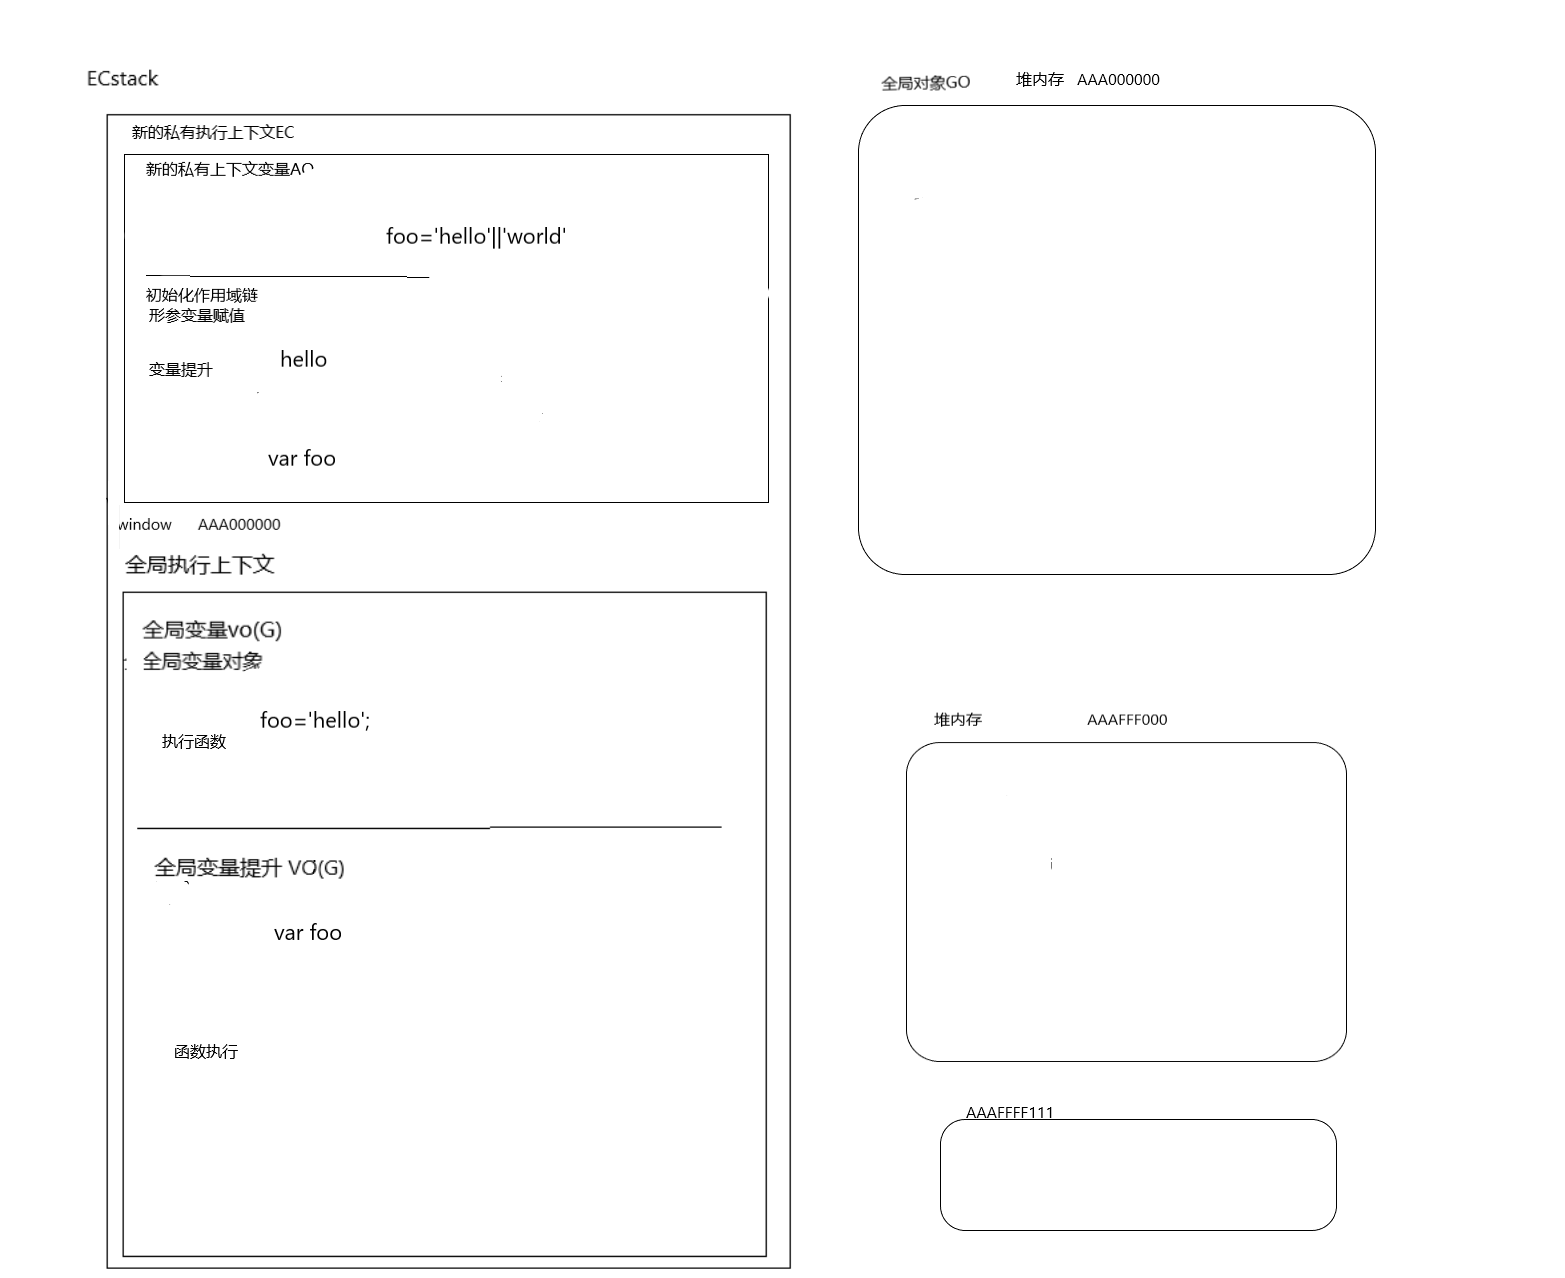 ECstack
新的私有执行上下文EC
新的私有上下文变量AO
foo='hello'||'world'
初始化作用域链
形参变量赋值
hello
变量提升
var foo
window AAA000000
全局执行上下文
全局变量vo(G)
全局变量对象
foo='hello';
执行函数
全局变量提升 VO(G)
var foo
函数执行
全局对象GO 堆内存 AAA000000
堆内存 AAAFFF000
AAAFFFF111